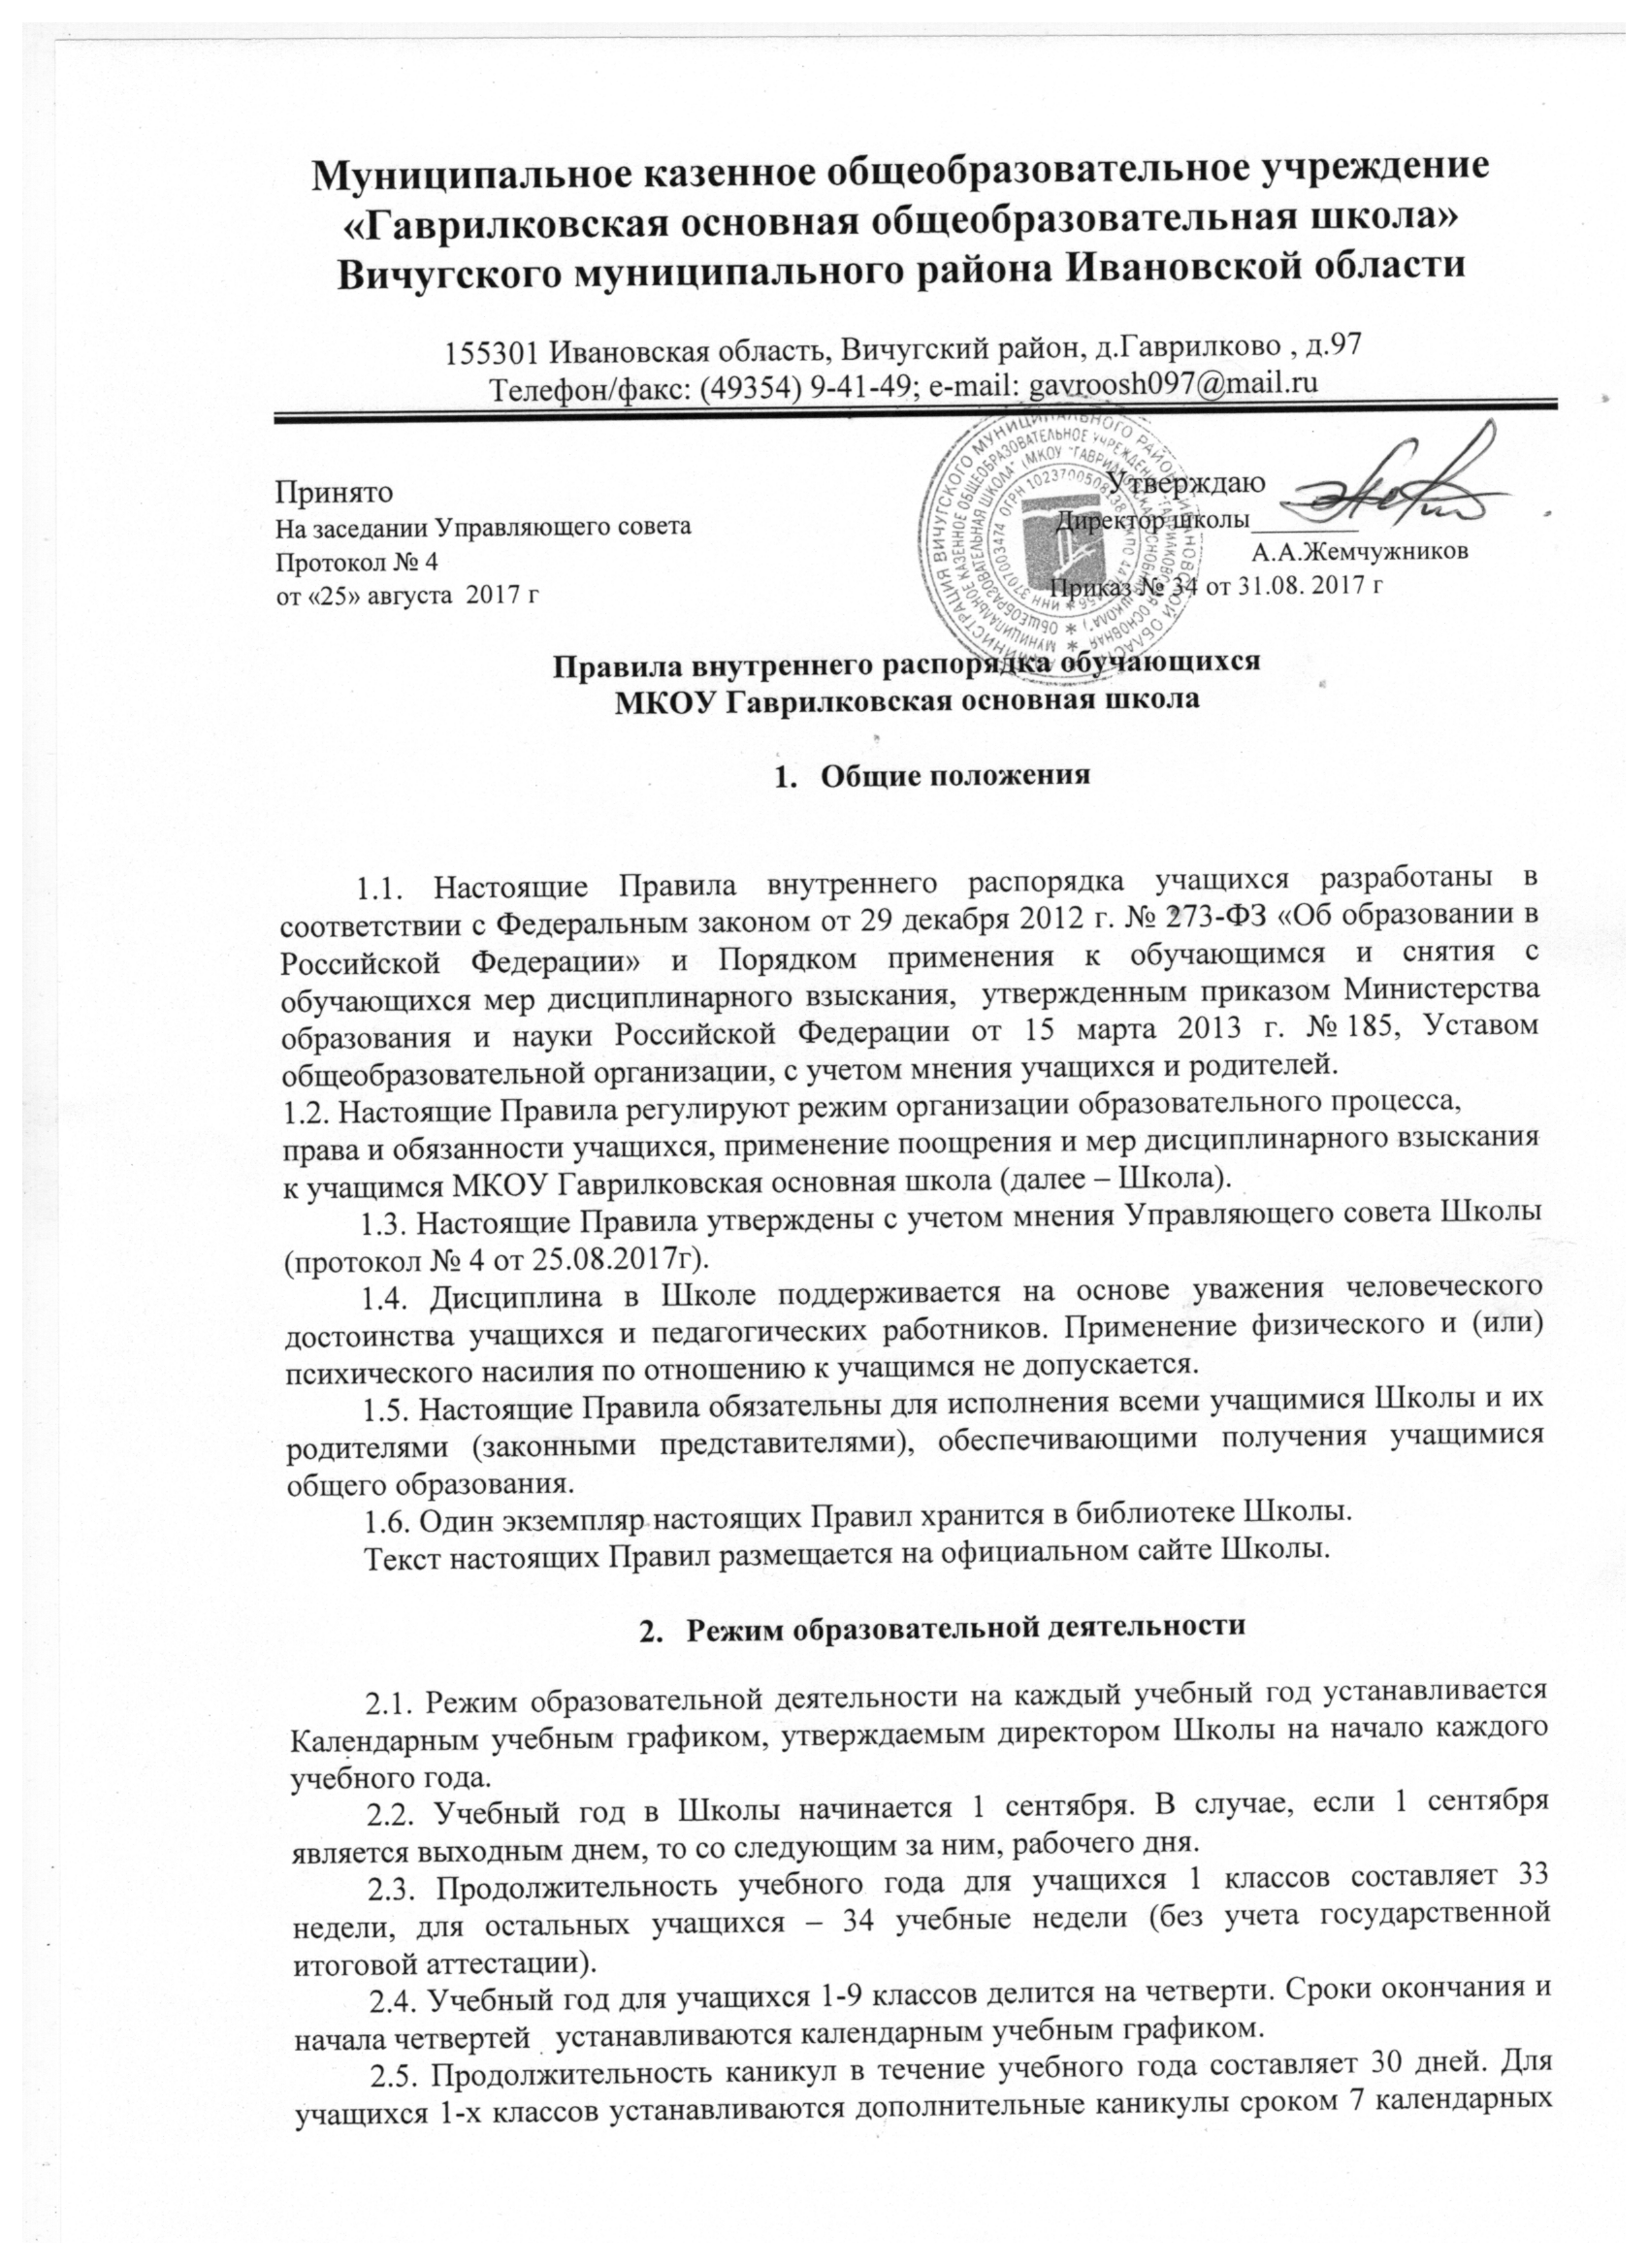 Муниципальное казенное общеобразовательное учреждение
«Гаврилковская основная общеобразовательная школа»
Вичугского муниципального района Ивановской области
155301 Ивановская область, Вичугский район, д.Гаврилково , д.97
Телефон/факс: (49354) 9-41-49; e-mail: gavroosh097@mail.ru
Принято
На заседании Управляющего совета
Протокол № 4
от «25» августа 2017 г
Утверждаю
Директор школы________
А.А.Жемчужников
Приказ № 34 от 31.08. 2017 г
Правила внутреннего распорядка обучающихся
МКОУ Гаврилковская основная школа
1. Общие положения
1.1. Настоящие Правила внутреннего распорядка учащихся разработаны в
соответствии с Федеральным законом от 29 декабря 2012 г. № 273-ФЗ «Об образовании в
Российской Федерации» и Порядком применения к обучающимся и снятия с
обучающихся мер дисциплинарного взыскания, утвержденным приказом Министерства
образования и науки Российской Федерации от 15 марта 2013 г. № 185, Уставом
общеобразовательной организации, с учетом мнения учащихся и родителей.
1.2. Настоящие Правила регулируют режим организации образовательного процесса,
права и обязанности учащихся, применение поощрения и мер дисциплинарного взыскания
к учащимся МКОУ Гаврилковская основная школа (далее – Школа).
1.3. Настоящие Правила утверждены с учетом мнения Управляющего совета Школы
(протокол № 4 от 25.08.2017г).
1.4. Дисциплина в Школе поддерживается на основе уважения человеческого
достоинства учащихся и педагогических работников. Применение физического и (или)
психического насилия по отношению к учащимся не допускается.
1.5. Настоящие Правила обязательны для исполнения всеми учащимися Школы и их
родителями (законными представителями), обеспечивающими получения учащимися
общего образования.
1.6. Один экземпляр настоящих Правил хранится в библиотеке Школы.
Текст настоящих Правил размещается на официальном сайте Школы.
2. Режим образовательной деятельности
2.1. Режим образовательной деятельности на каждый учебный год устанавливается
Календарным учебным графиком, утверждаемым директором Школы на начало каждого
учебного года.
2.2. Учебный год в Школы начинается 1 сентября. В случае, если 1 сентября
является выходным днем, то со следующим за ним, рабочего дня.
2.3. Продолжительность учебного года для учащихся 1 классов составляет 33
недели, для остальных учащихся – 34 учебные недели (без учета государственной
итоговой аттестации).
2.4. Учебный год для учащихся 1-9 классов делится на четверти. Сроки окончания и
начала четвертей устанавливаются календарным учебным графиком.
2.5. Продолжительность каникул в течение учебного года составляет 30 дней. Для
учащихся 1-х классов устанавливаются дополнительные каникулы сроком 7 календарных